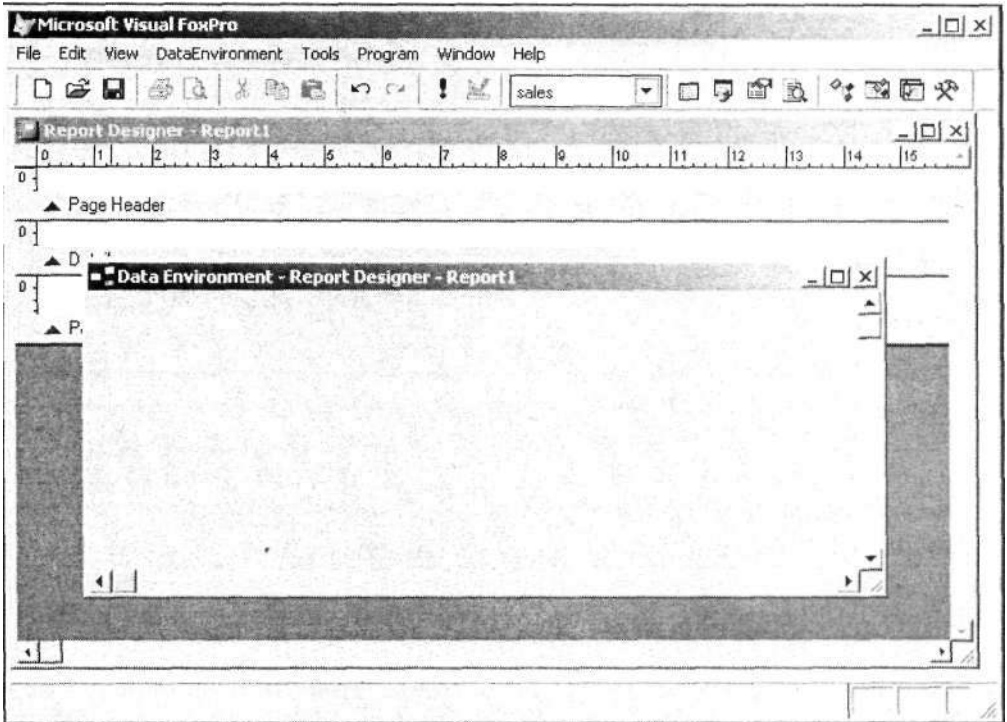 Microsoft Visual FoxPro
File Edit View DataEnvironment Tools Program Window Help
sales
Report Designer - Report1
0 1 2 3 4 5 6 7 8 9 10 11 12 13 14 15
0
Page Header
0
D
Data Environment - Report Designer - Report1
0
P